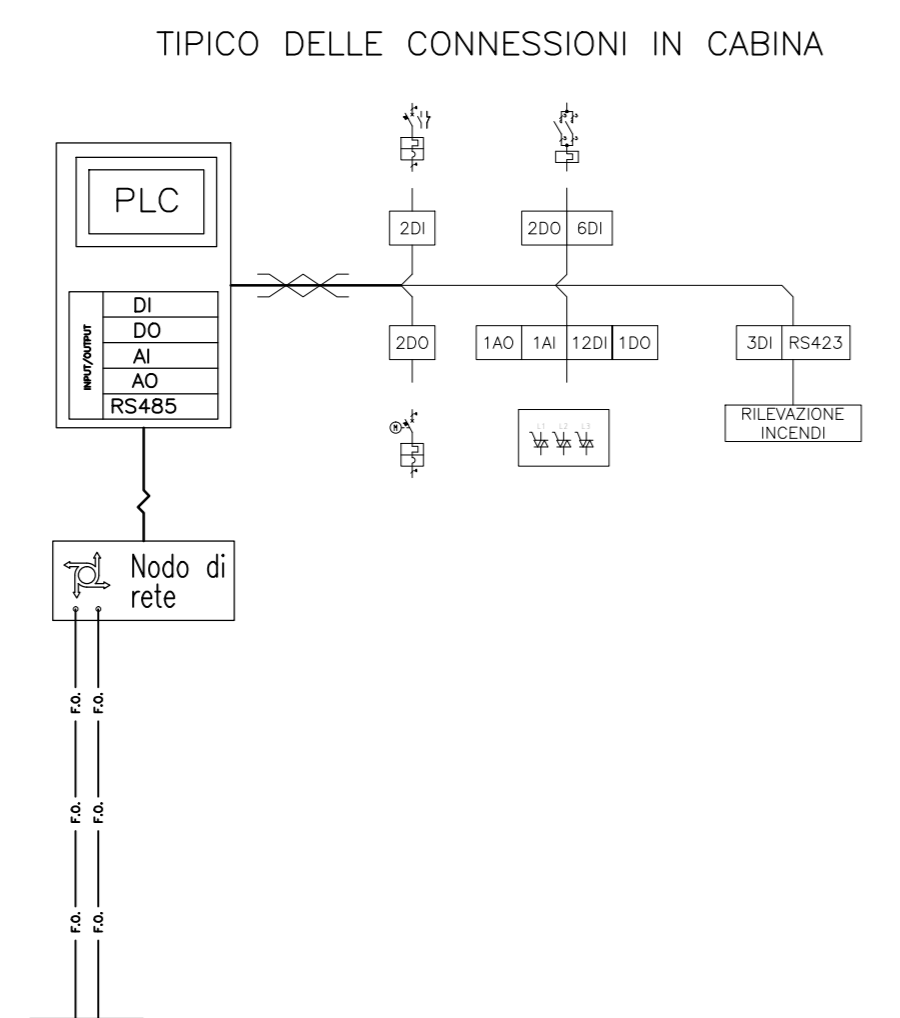 TIPICO DELLE CONNESSIONI IN CABINA
PLC
2DI
2DO 6DI
INPUT/OUTPUT
DI
DO
AI
AO
RS485
2DO
1AO 1AI 12DI 1DO
3DI RS423
RILEVAZIONE
INCENDI
M
L1 L2 L3
Nodo di
rete
F.O. F.O.
F.O. F.O.
F.O. F.O.